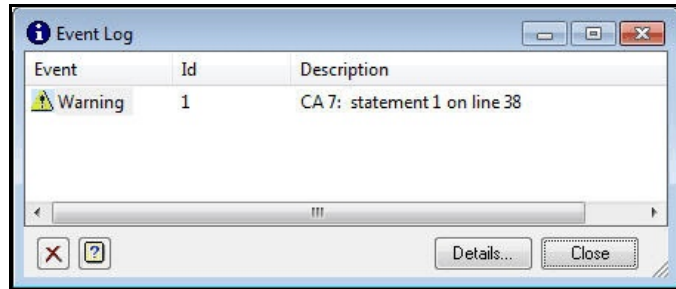 Event Log
Event Id Description
Warning 1 CA 7: statement 1 on line 38
Details... Close